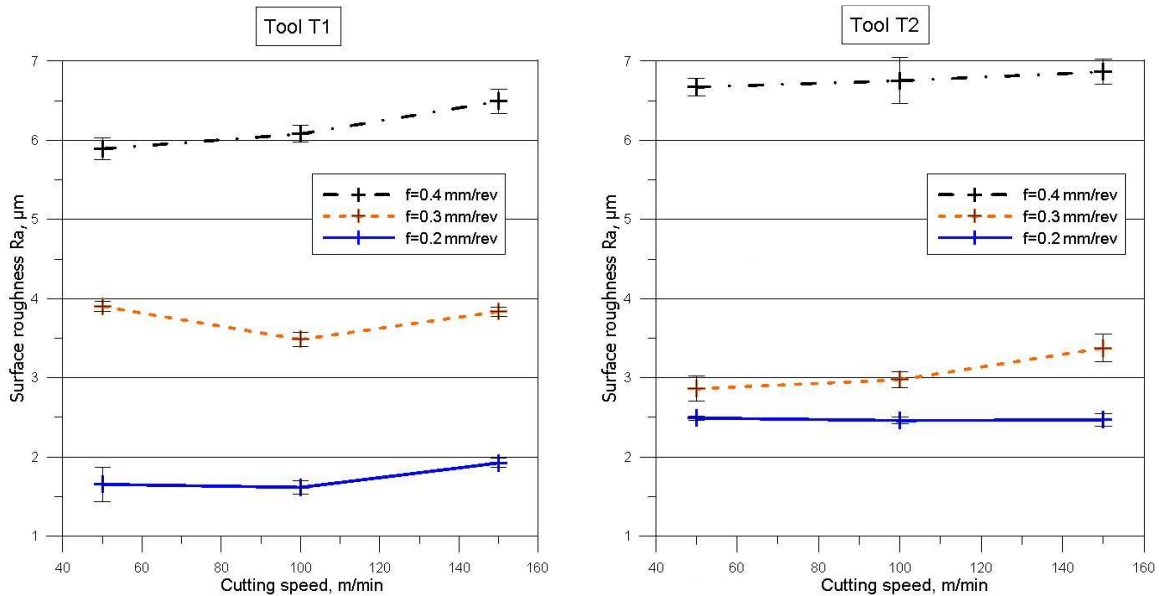 Tool T1
7
6
5
4
3
2
1
Surface roughness Ra, µm
f=0.4 mm/rev
f=0.3 mm/rev
f=0.2 mm/rev
40 60 80 100 120 140 160
Cutting speed, m/min
Tool T2
7
6
5
4
3
2
1
Surface roughness Ra, µm
f=0.4 mm/rev
f=0.3 mm/rev
f=0.2 mm/rev
40 60 80 100 120 140 160
Cutting speed, m/min